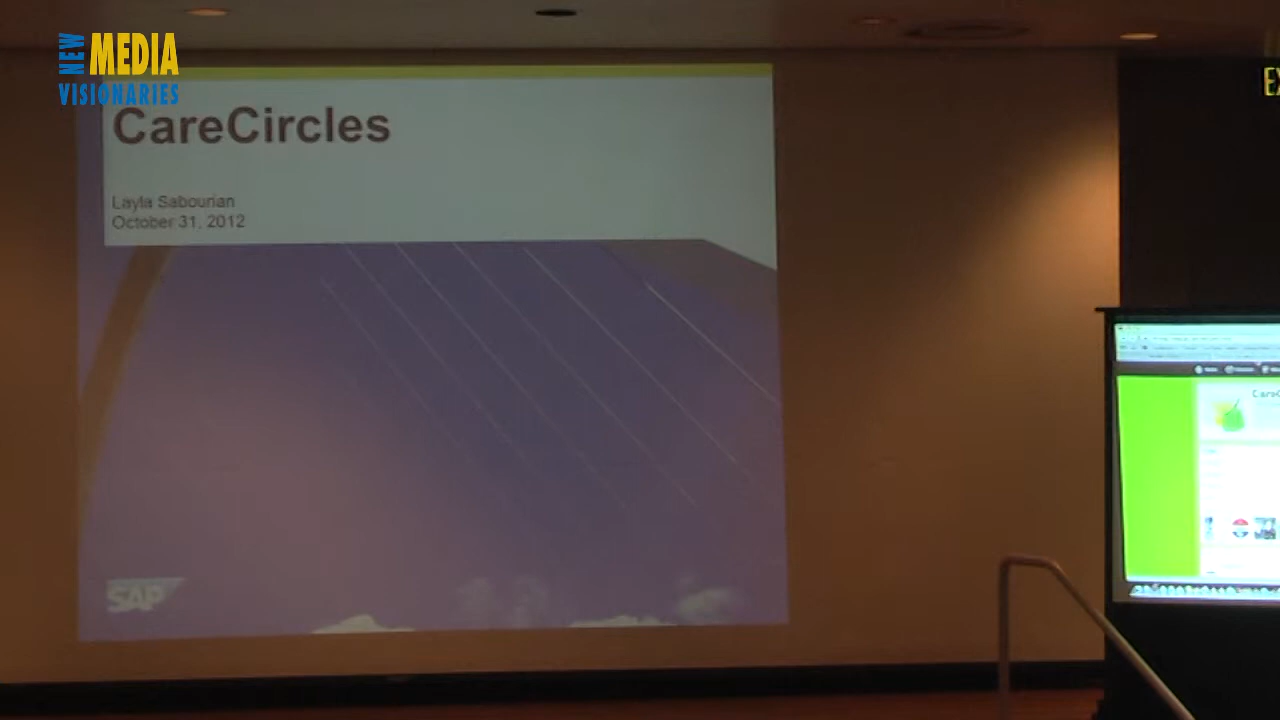 NEW
MEDIA
VISIONARIES
CareCircles
Layla Sabourian
October 31, 2012
SAP